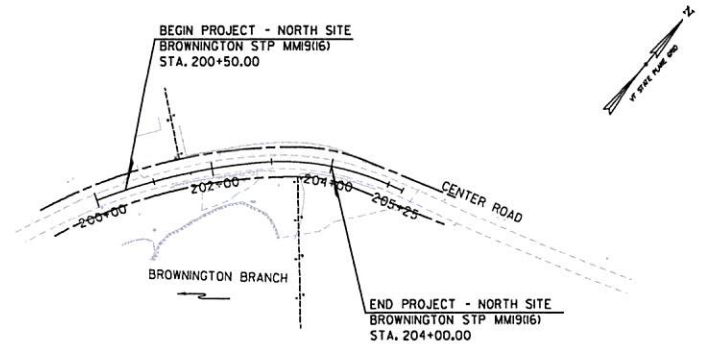 BEGIN PROJECT - NORTH SITE
BROWNINGTON STP MM19(16)
STA. 200+50.00
N
VT STATE PLANE GRID
200+00
202+00
204+00
205+25
CENTER ROAD
BROWNINGTON BRANCH
END PROJECT - NORTH SITE
BROWNINGTON STP MM19(16)
STA. 204+00.00